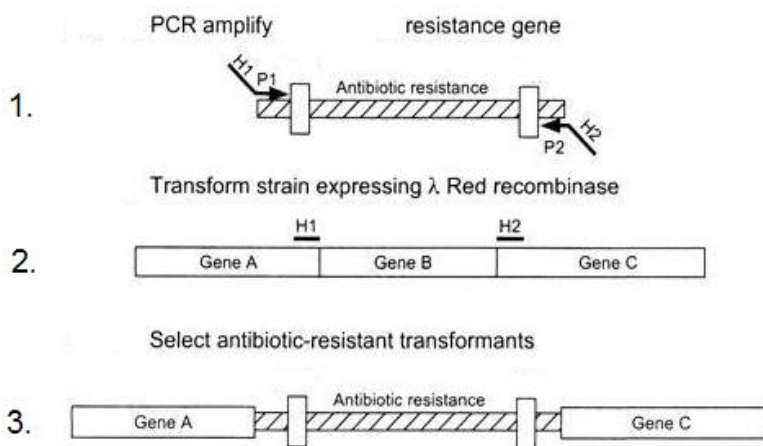 PCR amplify resistance gene
H1
P1
Antibiotic resistance
1.
P2
H2
Transform strain expressing λ Red recombinase
H1 H2
2.
Gene A Gene B Gene C
Select antibiotic-resistant transformants
Antibiotic resistance
3.
Gene A Gene C